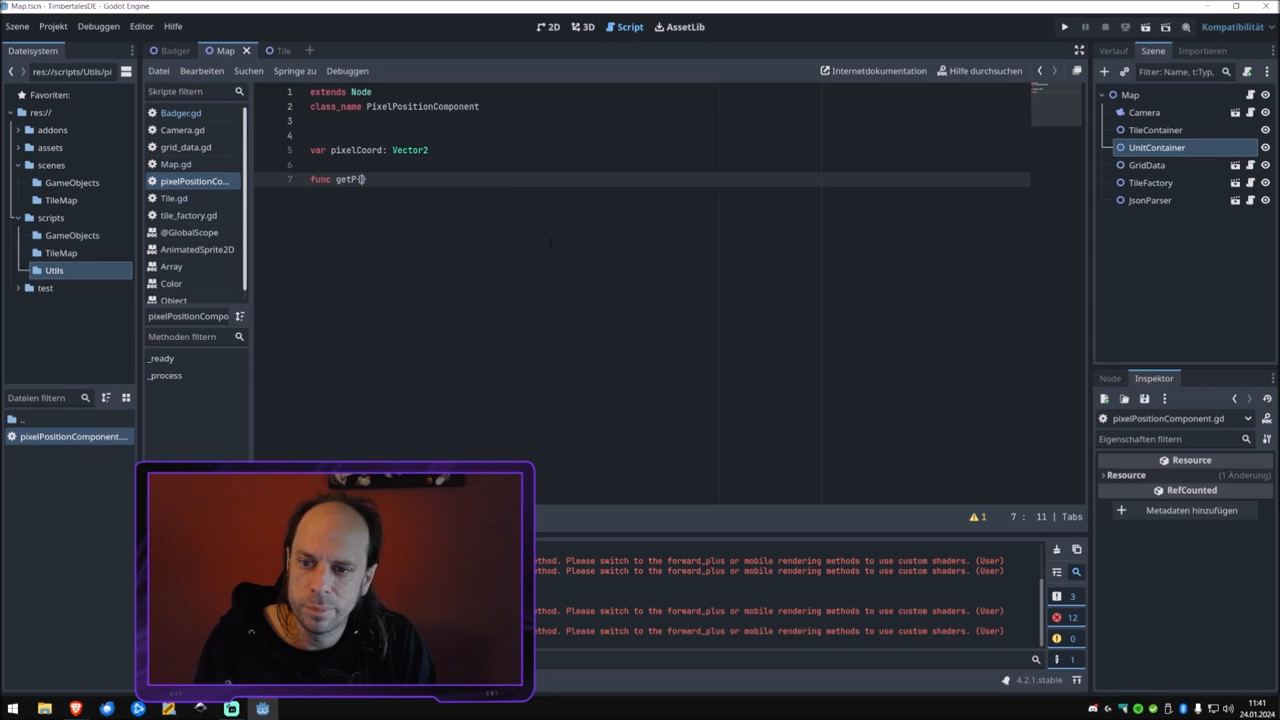 Map.tscn - TimbertalesDE - Godot Engine
Szene Projekt Debuggen Editor Hilfe
2D 3D Script AssetLib
Kompatibilität
Dateisystem
res://scripts/Utils/pi
Favoriten:
res://
addons
assets
scenes
GameObjects
TileMap
scripts
GameObjects
TileMap
Utils
test
Dateien filtern
..
pixelPositionComponent....
Badger Map Tile
Datei Bearbeiten Suchen Springe zu Debuggen
Internetdokumentation Hilfe durchsuchen
Skripte filtern
Badger.gd
Camera.gd
grid_data.gd
Map.gd
pixelPositionCo...
Tile.gd
tile_factory.gd
@GlobalScope
AnimatedSprite2D
Array
Color
Object
pixelPositionCompo
Methoden filtern
_ready
_process
1 extends Node
2 class_name PixelPositionComponent
3
4
5 var pixelCoord: Vector2
6
7 func getP()
1 7 : 11 | Tabs
ethod. Please switch to the forward_plus or mobile rendering methods to use custom shaders. (User)
ethod. Please switch to the forward_plus or mobile rendering methods to use custom shaders. (User)
ethod. Please switch to the forward_plus or mobile rendering methods to use custom shaders. (User)
ethod. Please switch to the forward_plus or mobile rendering methods to use custom shaders. (User)
3
12
0
1
4.2.1.stable
Verlauf Szene Importieren
Filter: Name, t:Typ,
Map
Camera
TileContainer
UnitContainer
GridData
TileFactory
JsonParser
Node Inspektor
pixelPositionComponent.gd
Eigenschaften filtern
Resource
Resource (1 Änderung)
RefCounted
Metadaten hinzufügen
11:41
24.01.2024